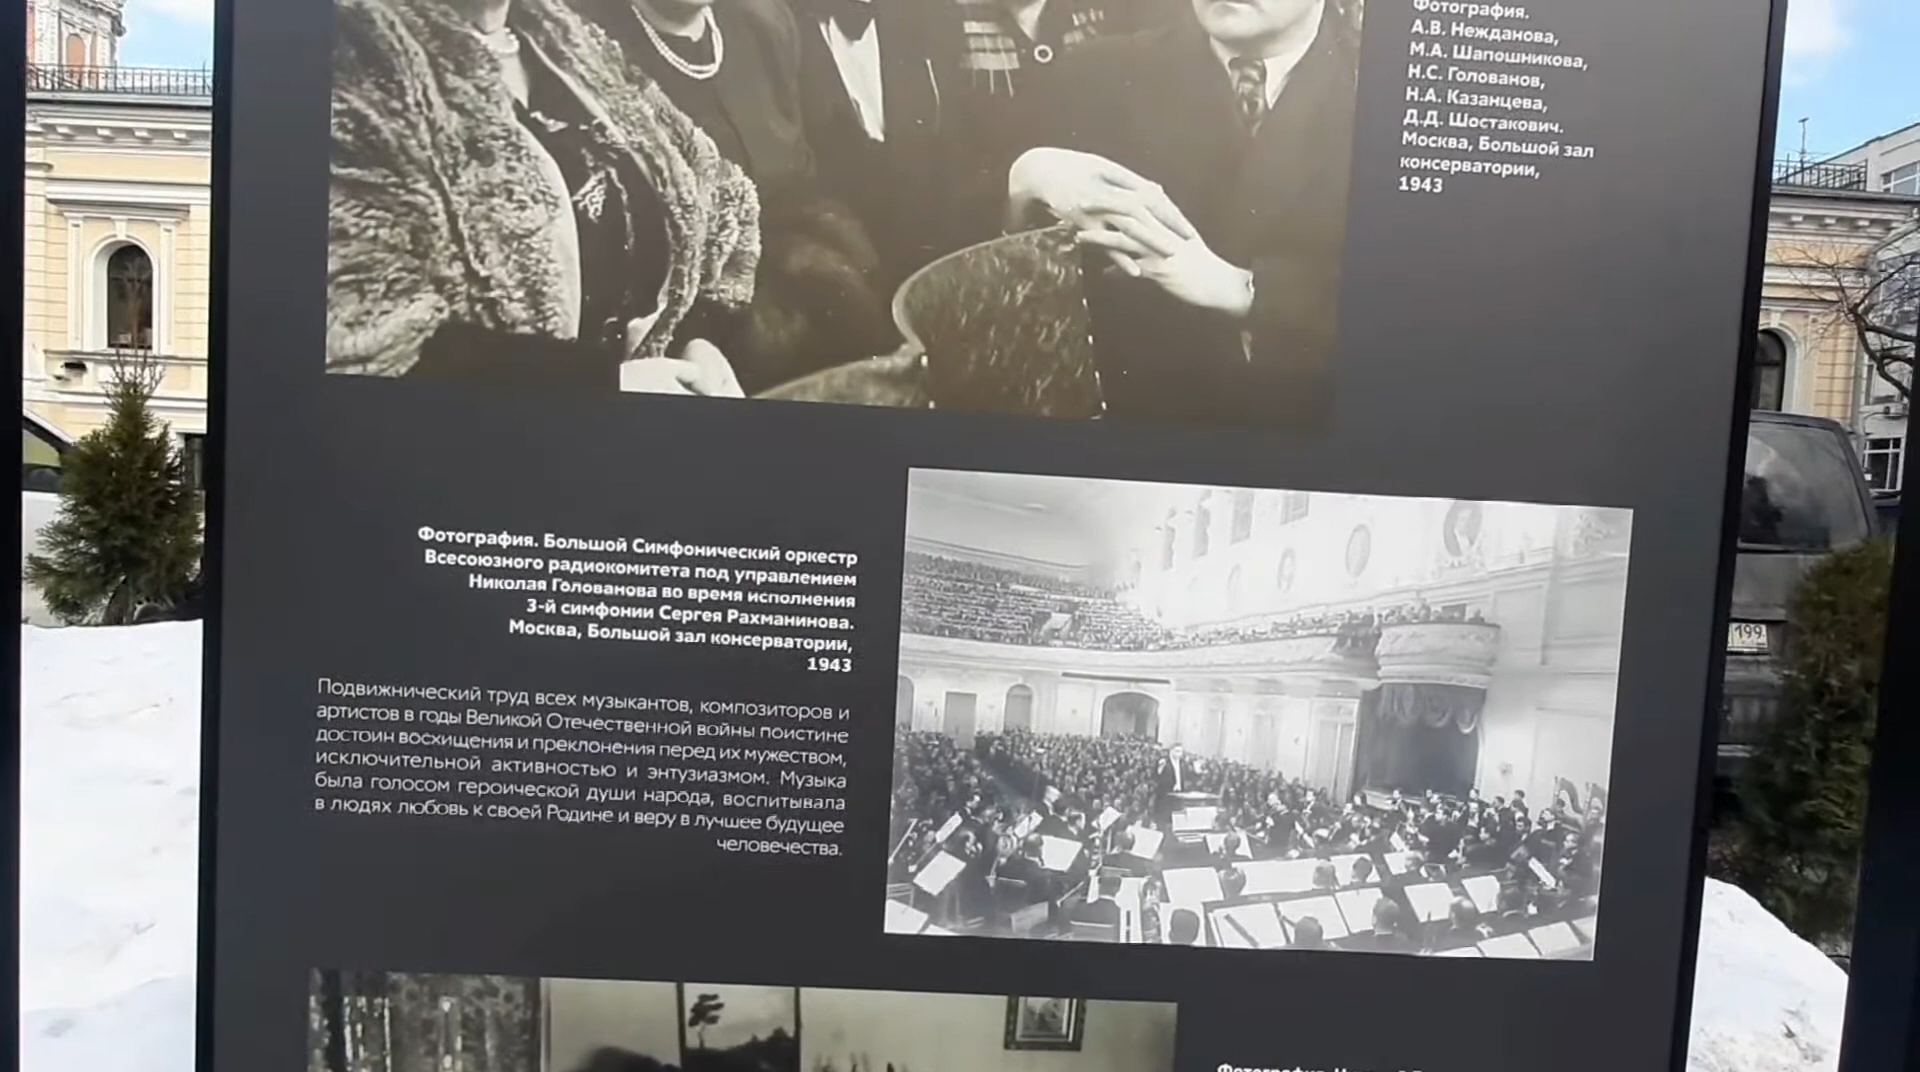 Фотография.
А.В. Нежданова,
М.А. Шапошникова,
Н.С. Голованов,
Н.А. Казанцева,
Д.Д. Шостакович.
Москва, Большой зал
консерватории,
1943
Фотография. Большой Симфонический оркестр
Всесоюзного радиокомитета под управлением
Николая Голованова во время исполнения
3-й симфонии Сергея Рахманинова.
Москва, Большой зал консерватории,
1943
Подвижнический труд всех музыкантов, композиторов и
артистов в годы Великой Отечественной войны поистине
достоин восхищения и преклонения перед их мужеством,
исключительной активностью и энтузиазмом. Музыка
была голосом героической души народа, воспитывала
в людях любовь к своей Родине и веру в лучшее будущее
человечества.
199
Фотография.